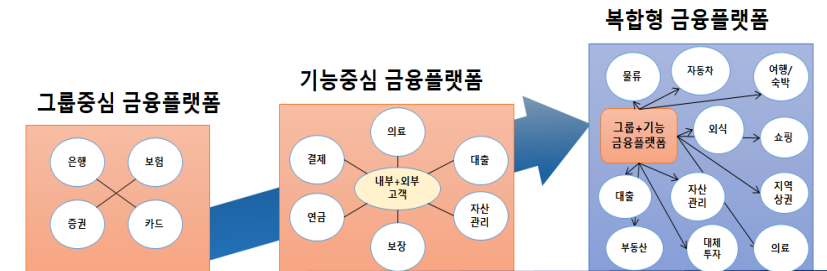 복합형 금융플랫폼
기능중심 금융플랫폼
그룹중심 금융플랫폼
은행
보험
증권
카드
의료
결제
대출
내부+외부
고객
연금
자산
관리
보장
물류
자동차
여행/
숙박
그룹+기능
금융플랫폼
외식
쇼핑
대출
자산
관리
지역
상권
부동산
대체
투자
의료